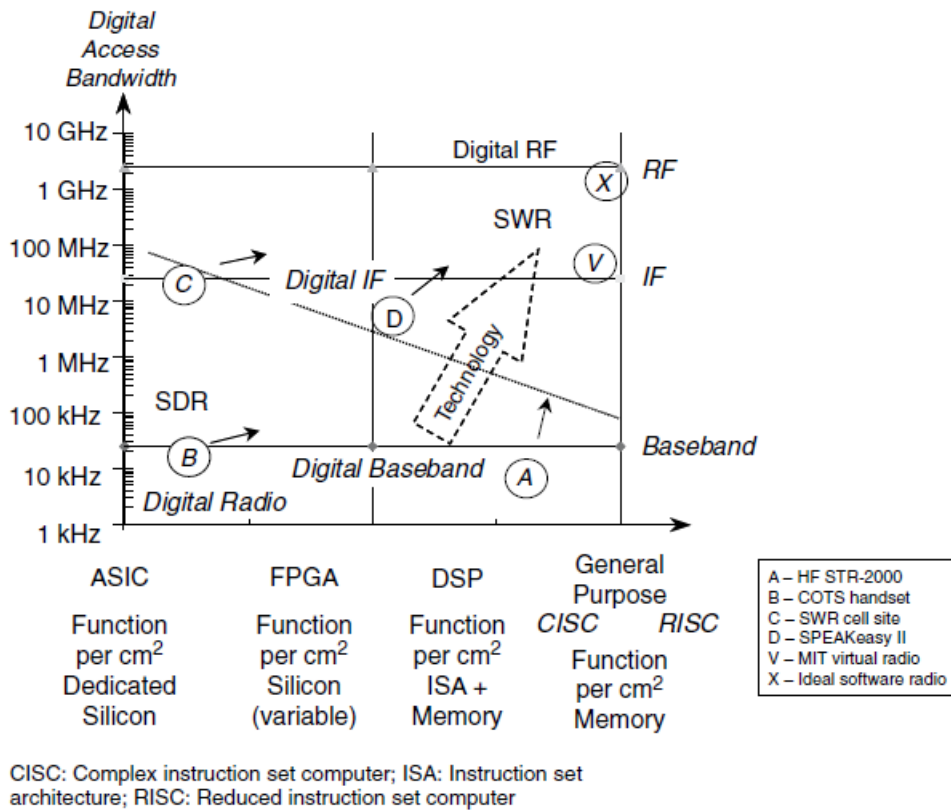 Digital
Access
Bandwidth
10 GHz
Digital RF
RF
X
1 GHz
SWR
100 MHz
V
C
Digital IF
IF
10 MHz
D
1 MHz
Technology
SDR
100 kHz
B
Digital Baseband
Baseband
A
10 kHz
Digital Radio
1 kHz
ASIC
Function
per cm²
Dedicated
Silicon
FPGA
Function
per cm²
Silicon
(variable)
DSP
Function
per cm²
ISA +
Memory
General
Purpose
CISC RISC
Function
per cm²
Memory
A – HF STR-2000
B – COTS handset
C – SWR cell site
D – SPEAKeasy II
V – MIT virtual radio
X – Ideal software radio
CISC: Complex instruction set computer; ISA: Instruction set
architecture; RISC: Reduced instruction set computer